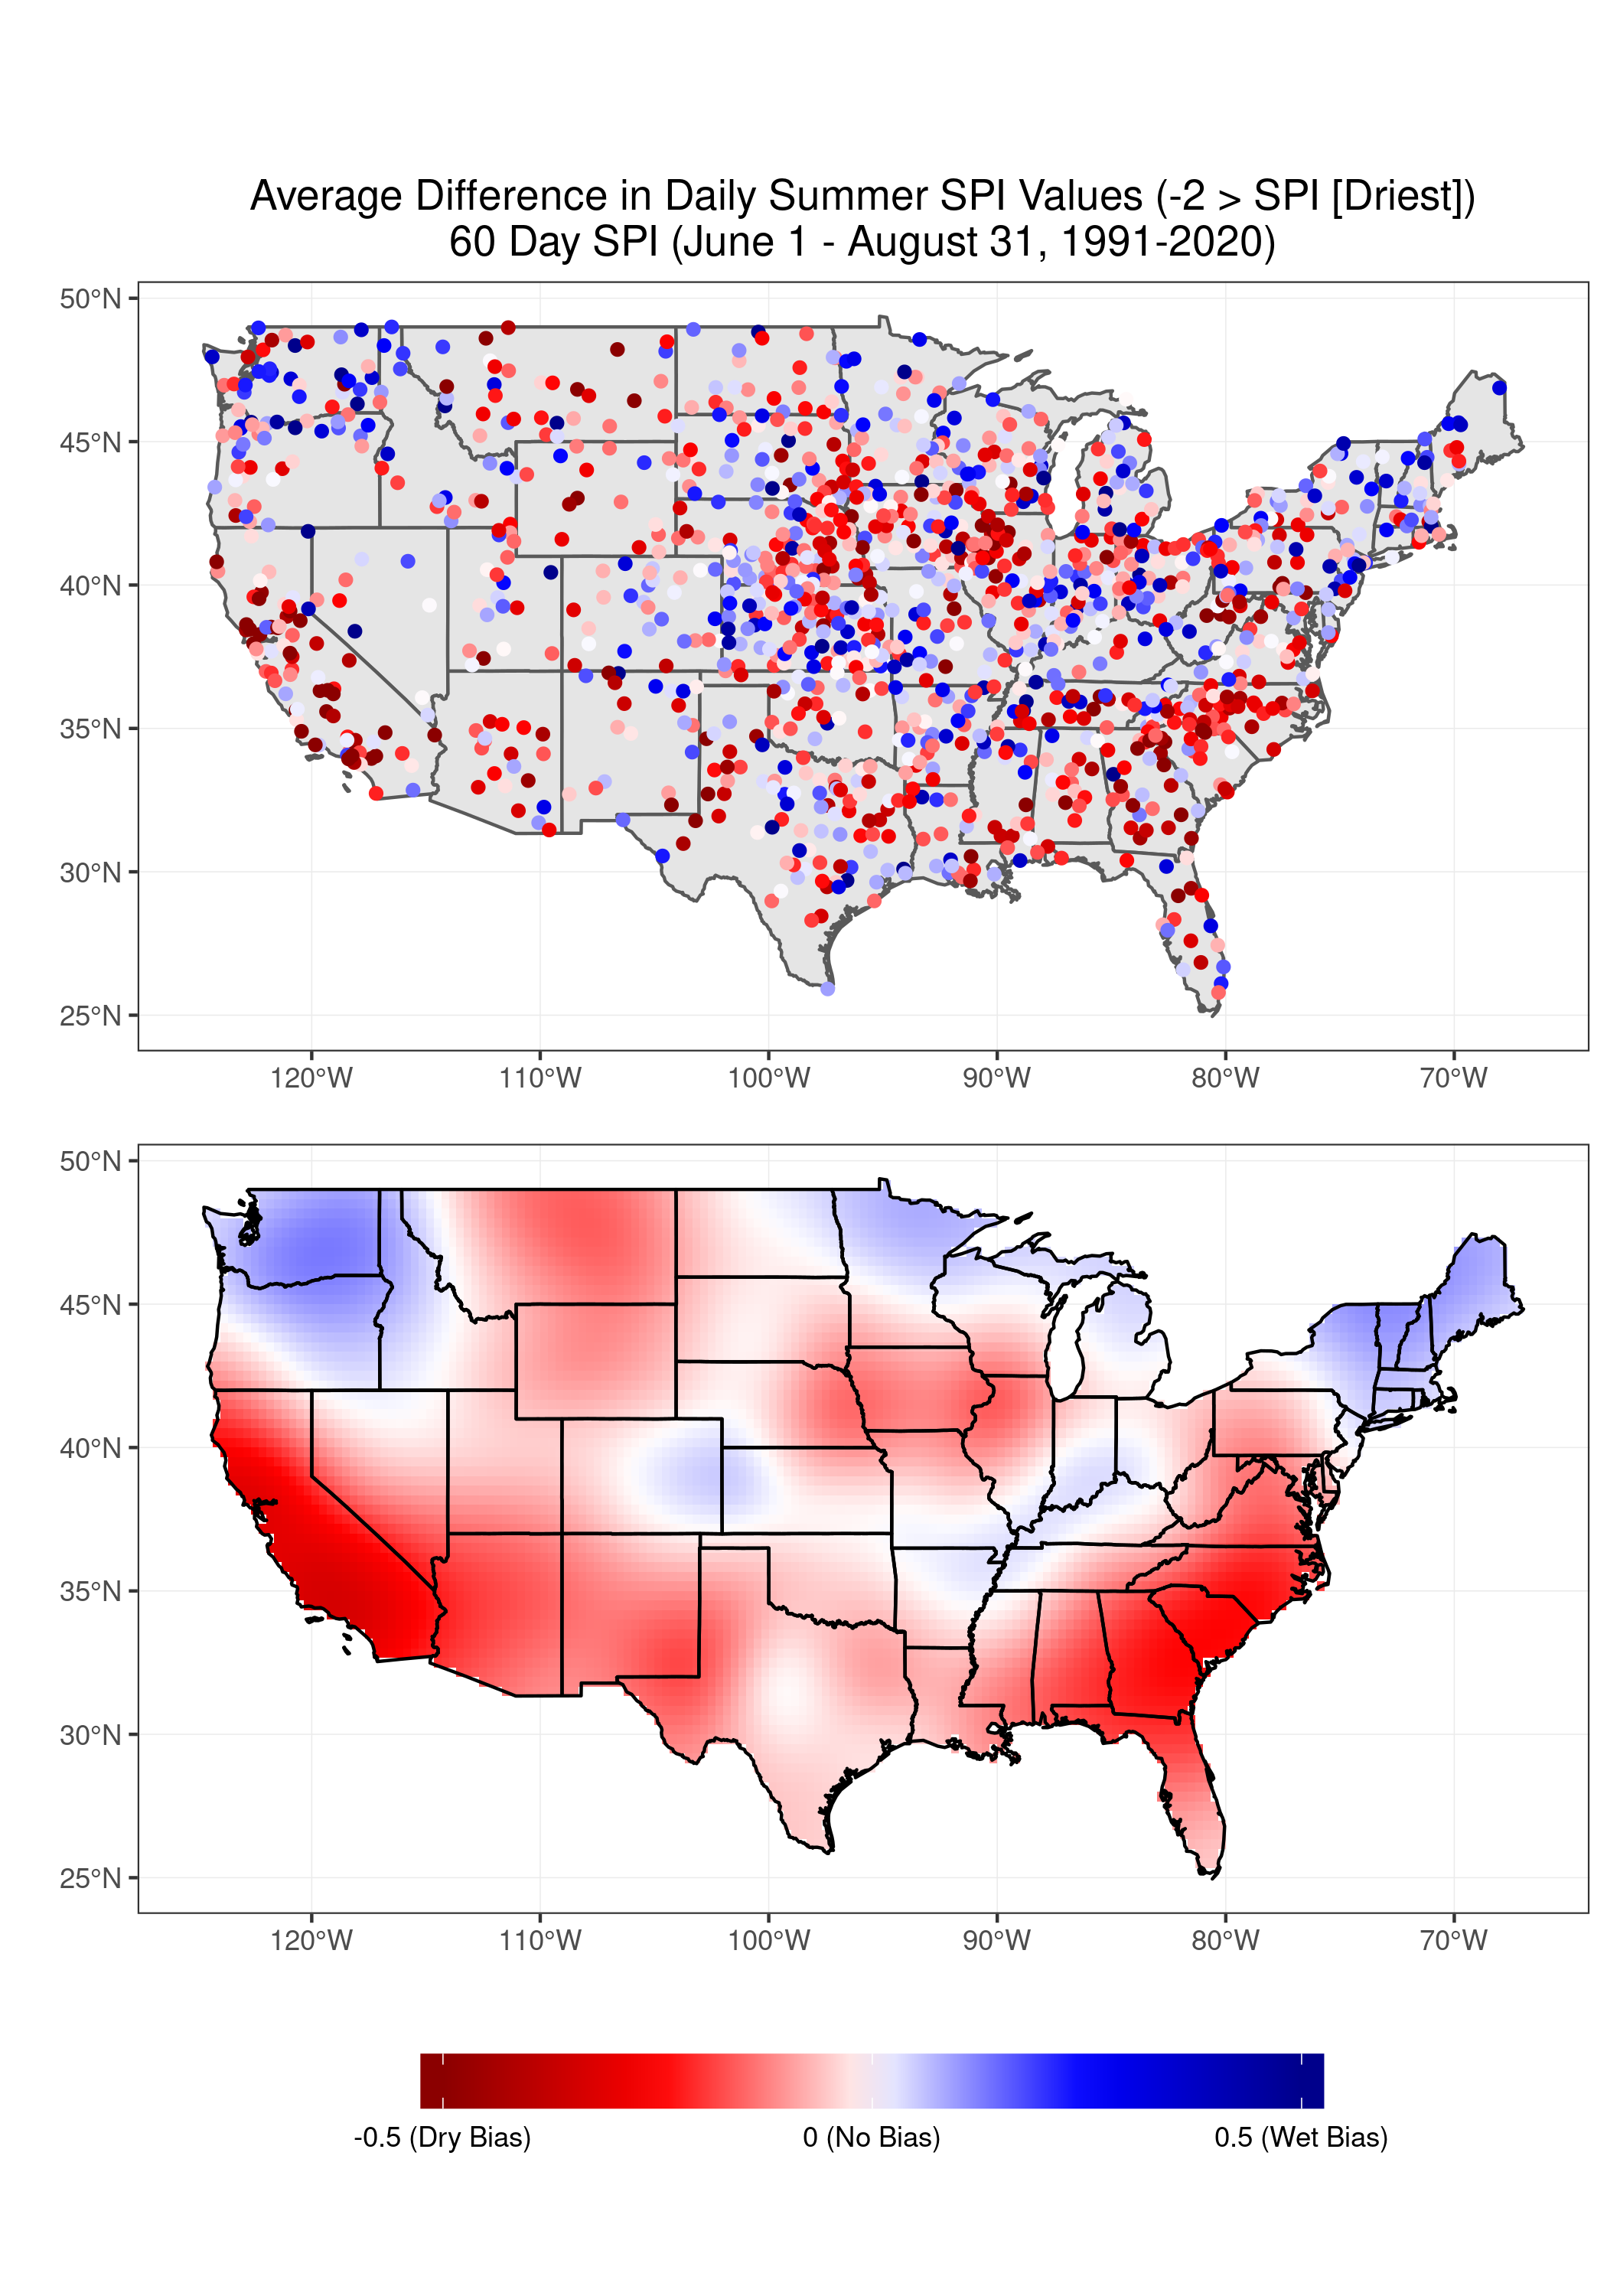 Average Difference in Daily Summer SPI Values (-2 > SPI [Driest])
60 Day SPI (June 1 - August 31, 1991-2020)
50°N
45°N
40°N
35°N
30°N
25°N
120°W 110°W 100°W 90°W 80°W 70°W
50°N
45°N
40°N
35°N
30°N
25°N
120°W 110°W 100°W 90°W 80°W 70°W
-0.5 (Dry Bias) 0 (No Bias) 0.5 (Wet Bias)